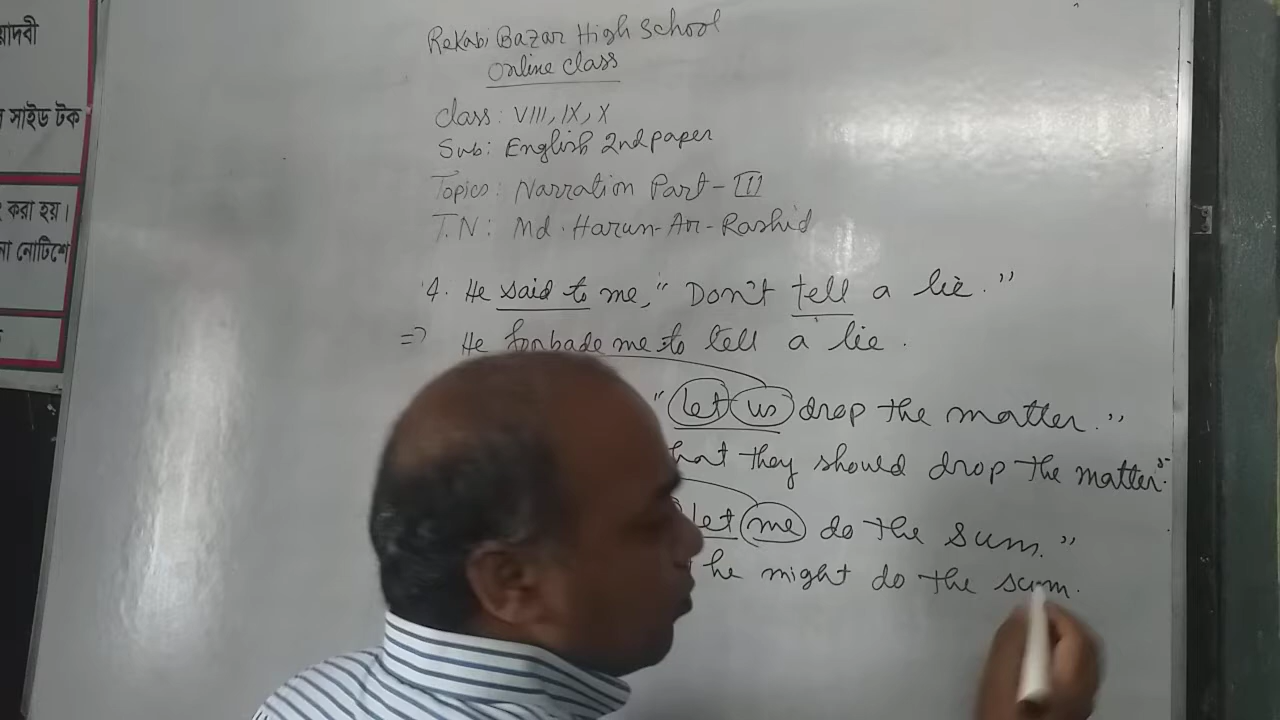 য়াদবী
সাইড টক
করা হয়।
না নোটিশে
Rekabi Bazar High School
Online Class
Class: VIII, IX, X
Sub: English 2nd paper
Topics: Narration Part-III
T.N: Md. Harun-Ar-Rashid
4. He said to me, "Don't tell a lie."
=> He forbade me to tell a lie.
"let us drop the matter."
they should drop the matter.
let me do the sum."
he might do the sum.